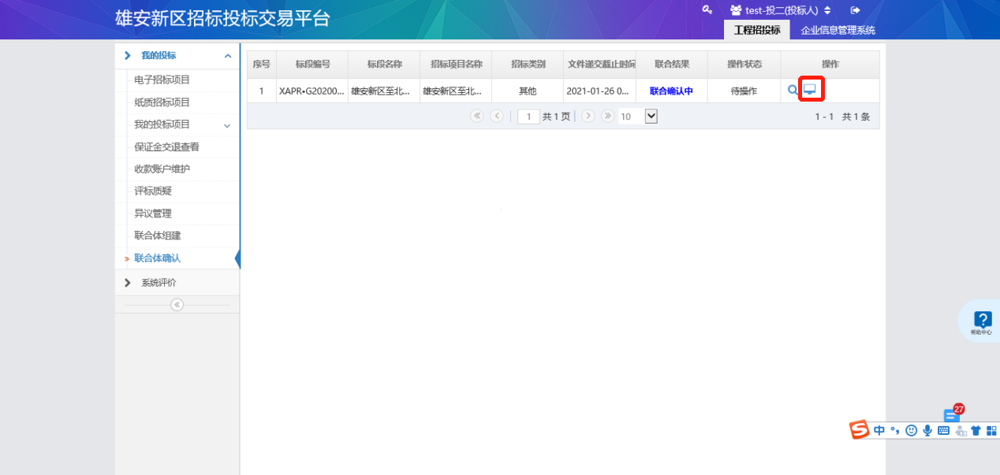 雄安新区招标投标交易平台
test-投二(投标人)
工程招投标 企业信息管理系统
我的投标
电子招标项目
纸质招标项目
我的投标项目
保证金交退查看
收款账户维护
评标质疑
异议管理
联合体组建
联合体确认
系统评价
序号 标段编号 标段名称 招标项目名称 招标类别 文件递交截止时间 联合结果 操作状态 操作
1 XAPR•G20200... 雄安新区至北... 雄安新区至北... 其他 2021-01-26 0... 联合确认中 待操作
1 共 1 页 10 1 - 1 共 1 条
帮助中心
27
S 中